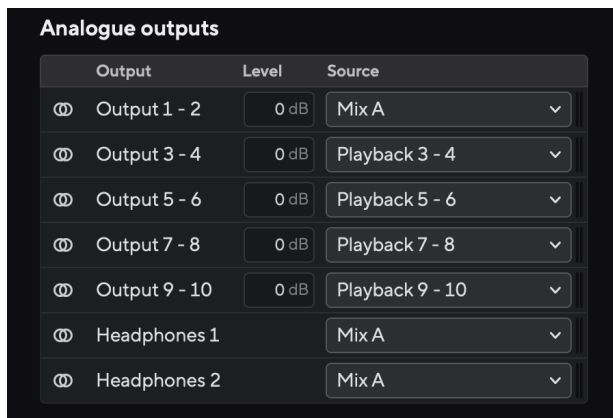 Analogue outputs
Output Level Source
Output 1 - 2 0 dB Mix A
Output 3 - 4 0 dB Playback 3 - 4
Output 5 - 6 0 dB Playback 5 - 6
Output 7 - 8 0 dB Playback 7 - 8
Output 9 - 10 0 dB Playback 9 - 10
Headphones 1 Mix A
Headphones 2 Mix A